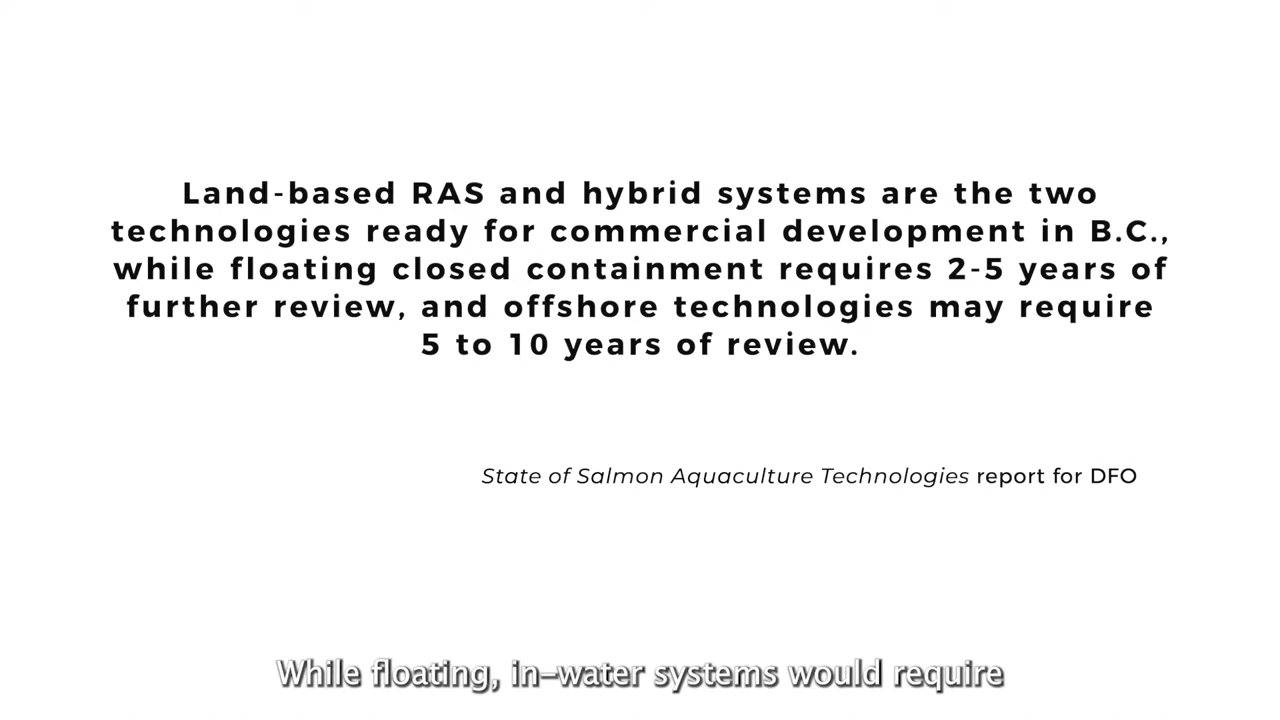 Land-based RAS and hybrid systems are the two
technologies ready for commercial development in B.C.,
while floating closed containment requires 2-5 years of
further review, and offshore technologies may require
5 to 10 years of review.
State of Salmon Aquaculture Technologies report for DFO
While floating, in-water systems would require